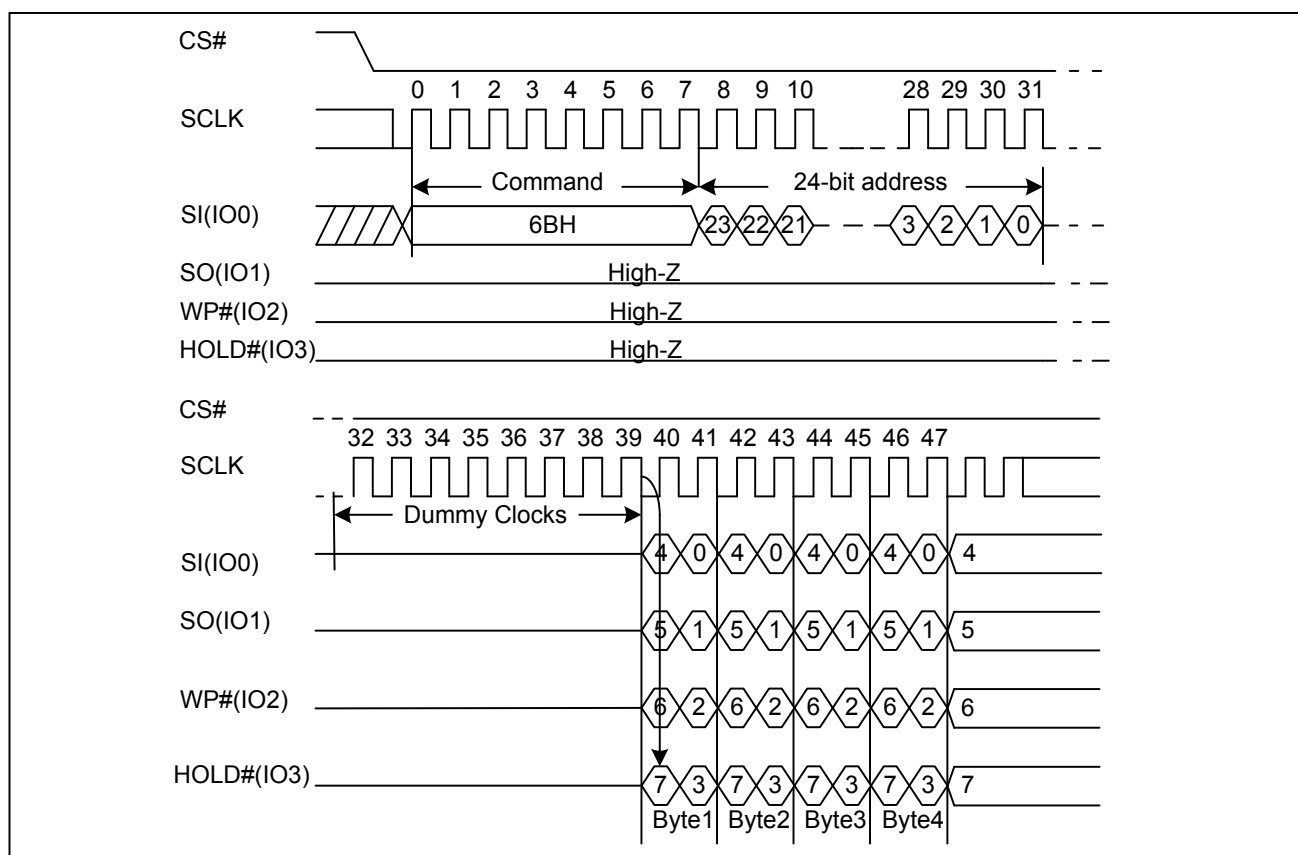 CS#
0 1 2 3 4 5 6 7 8 9 10 28 29 30 31
SCLK
Command 24-bit address
SI(IO0) 6BH 23 22 21 3 2 1 0
SO(IO1) High-Z
WP#(IO2) High-Z
HOLD#(IO3) High-Z
CS#
32 33 34 35 36 37 38 39 40 41 42 43 44 45 46 47
SCLK
Dummy Clocks
SI(IO0) 4 0 4 0 4 0 4 0 4
SO(IO1) 5 1 5 1 5 1 5 1 5
WP#(IO2) 6 2 6 2 6 2 6 2 6
HOLD#(IO3) 7 3 7 3 7 3 7 3 7
Byte1 Byte2 Byte3 Byte4